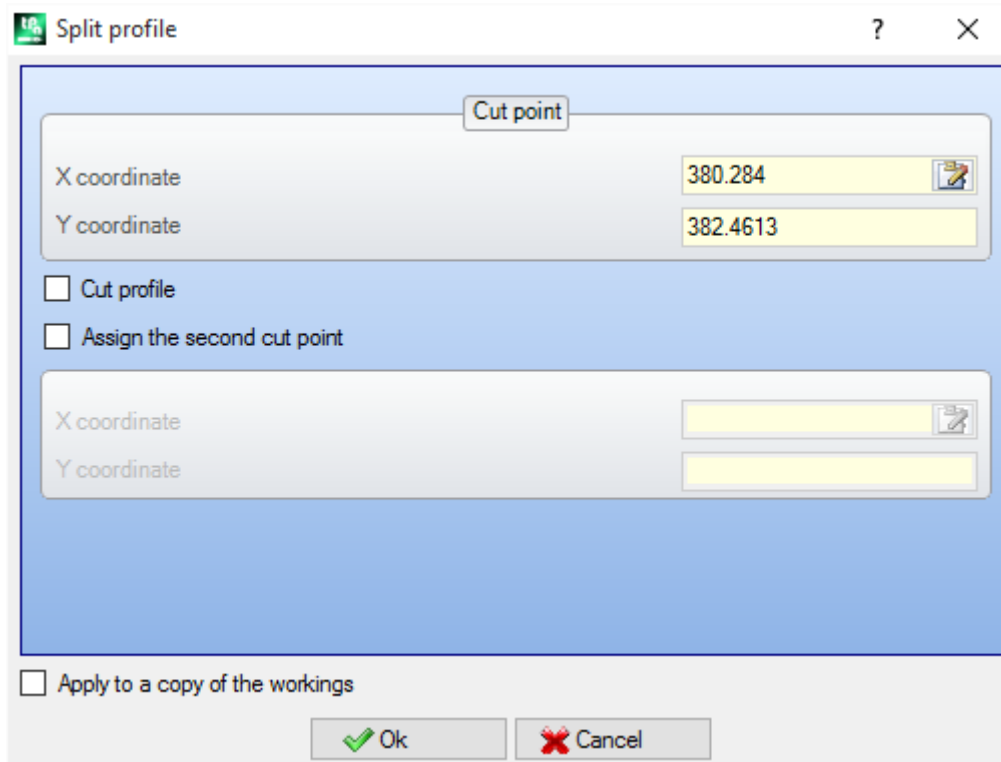 Split profile ?
Cut point
X coordinate 380.284
Y coordinate 382.4613
Cut profile
Assign the second cut point
X coordinate
Y coordinate
Apply to a copy of the workings
Ok Cancel